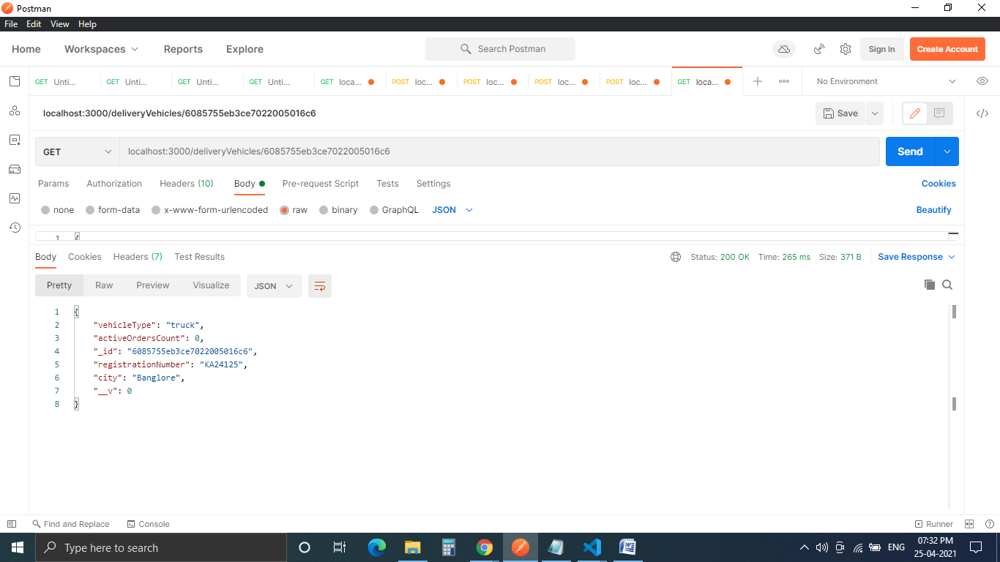 Postman
File Edit View Help
Home Workspaces Reports Explore Search Postman Sign In Create Account
GET Unti... GET Unti... GET Unti... GET Unti... GET loca... POST loc... POST loc... POST loc... POST loc... GET loca... No Environment
localhost:3000/deliveryVehicles/6085755eb3ce7022005016c6 Save
GET localhost:3000/deliveryVehicles/6085755eb3ce7022005016c6 Send
Params Authorization Headers (10) Body Pre-request Script Tests Settings Cookies
none form-data x-www-form-urlencoded raw binary GraphQL JSON Beautify
1 {
Body Cookies Headers (7) Test Results Status: 200 OK Time: 265 ms Size: 371 B Save Response
Pretty Raw Preview Visualize JSON
1 {
2 "vehicleType": "truck",
3 "activeOrdersCount": 0,
4 "_id": "6085755eb3ce7022005016c6",
5 "registrationNumber": "KA24125",
6 "city": "Banglore",
7 "__v": 0
8 }
Find and Replace Console Runner
Type here to search ENG 07:32 PM
25-04-2021